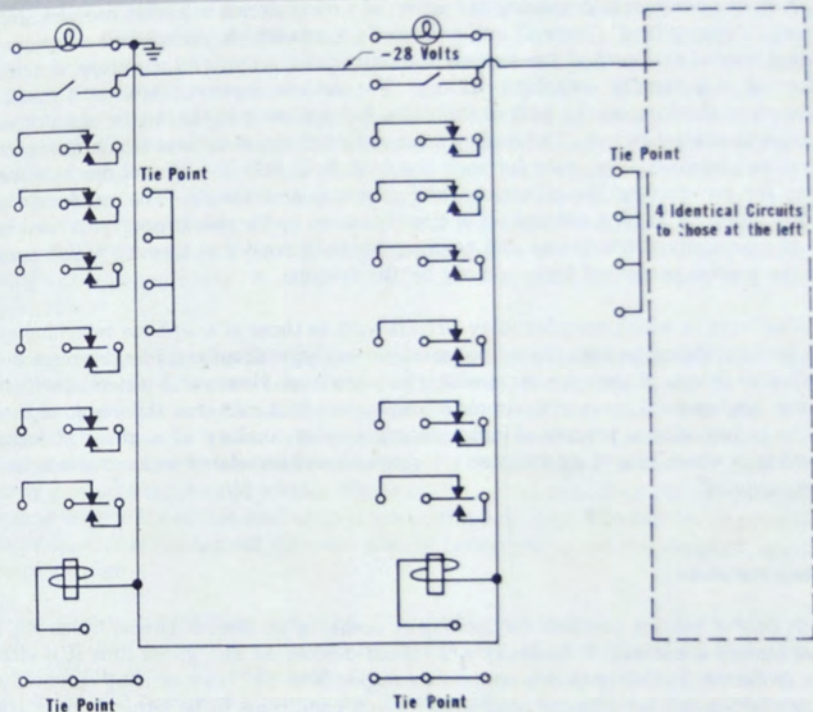 -28 Volts
Tie Point
Tie Point
4 Identical Circuits
to those at the left
Tie Point
Tie Point